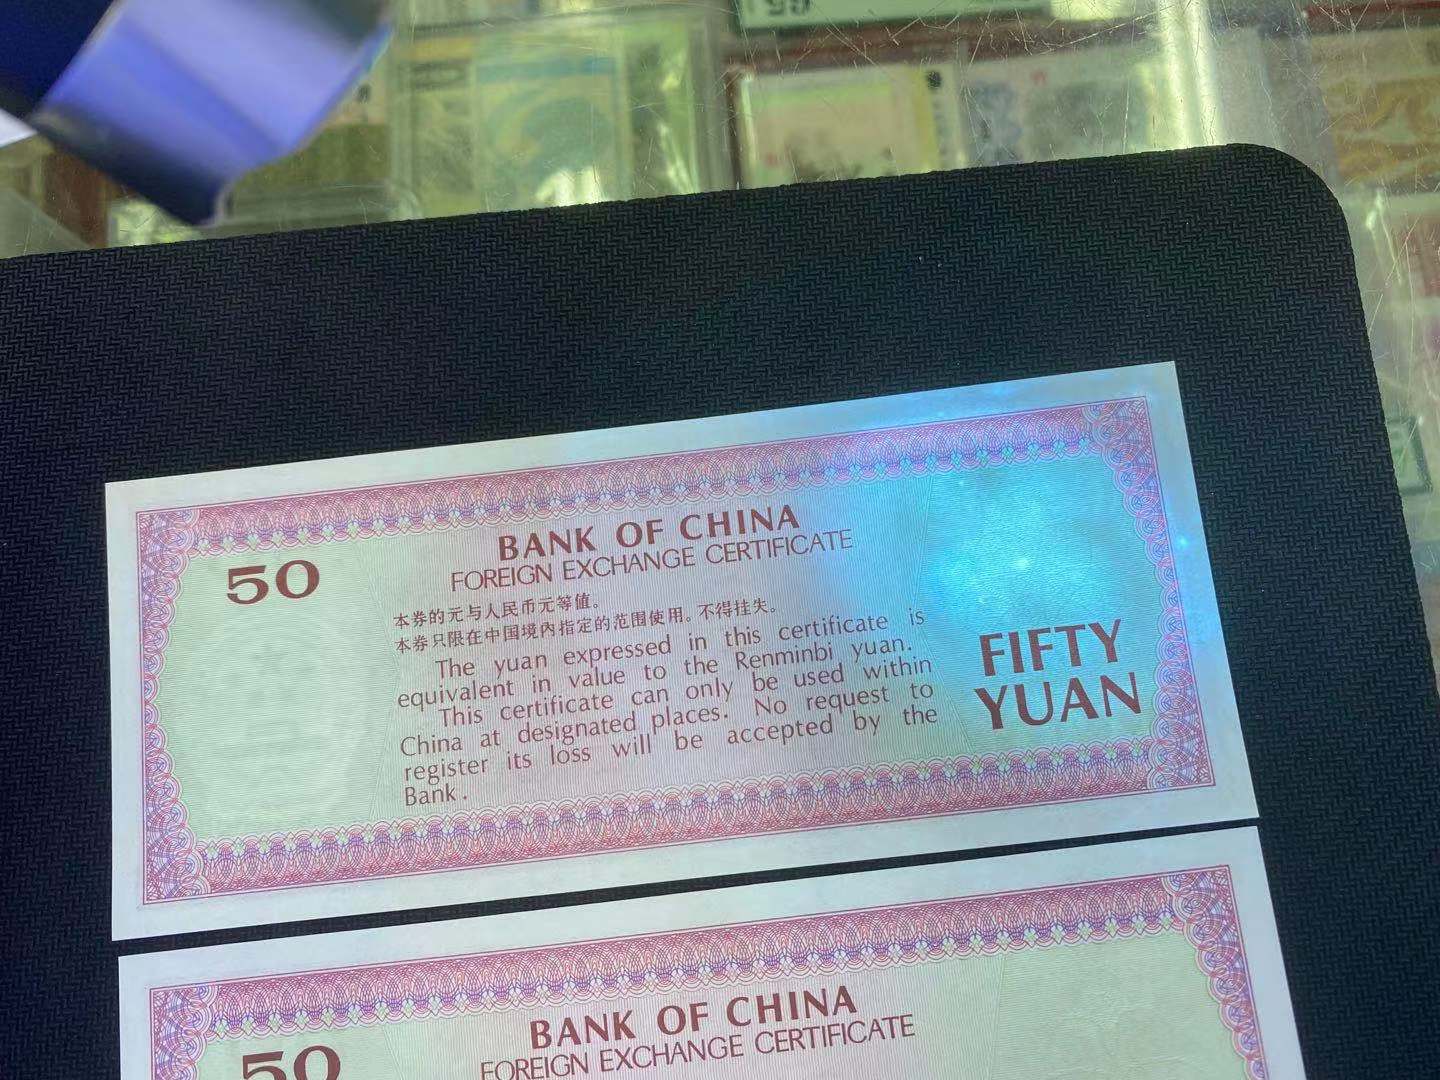 65
50
BANK OF CHINA
FOREIGN EXCHANGE CERTIFICATE
本券的元与人民币元等值。
本券只限在中国境内指定的范围使用。不得挂失。
The yuan expressed in this certificate is
equivalent in value to the Renminbi yuan.
This certificate can only be used within
China at designated places. No request to
register its loss will be accepted by the
Bank.
FIFTY
YUAN
BANK OF CHINA
FOREIGN EXCHANGE CERTIFICATE
50